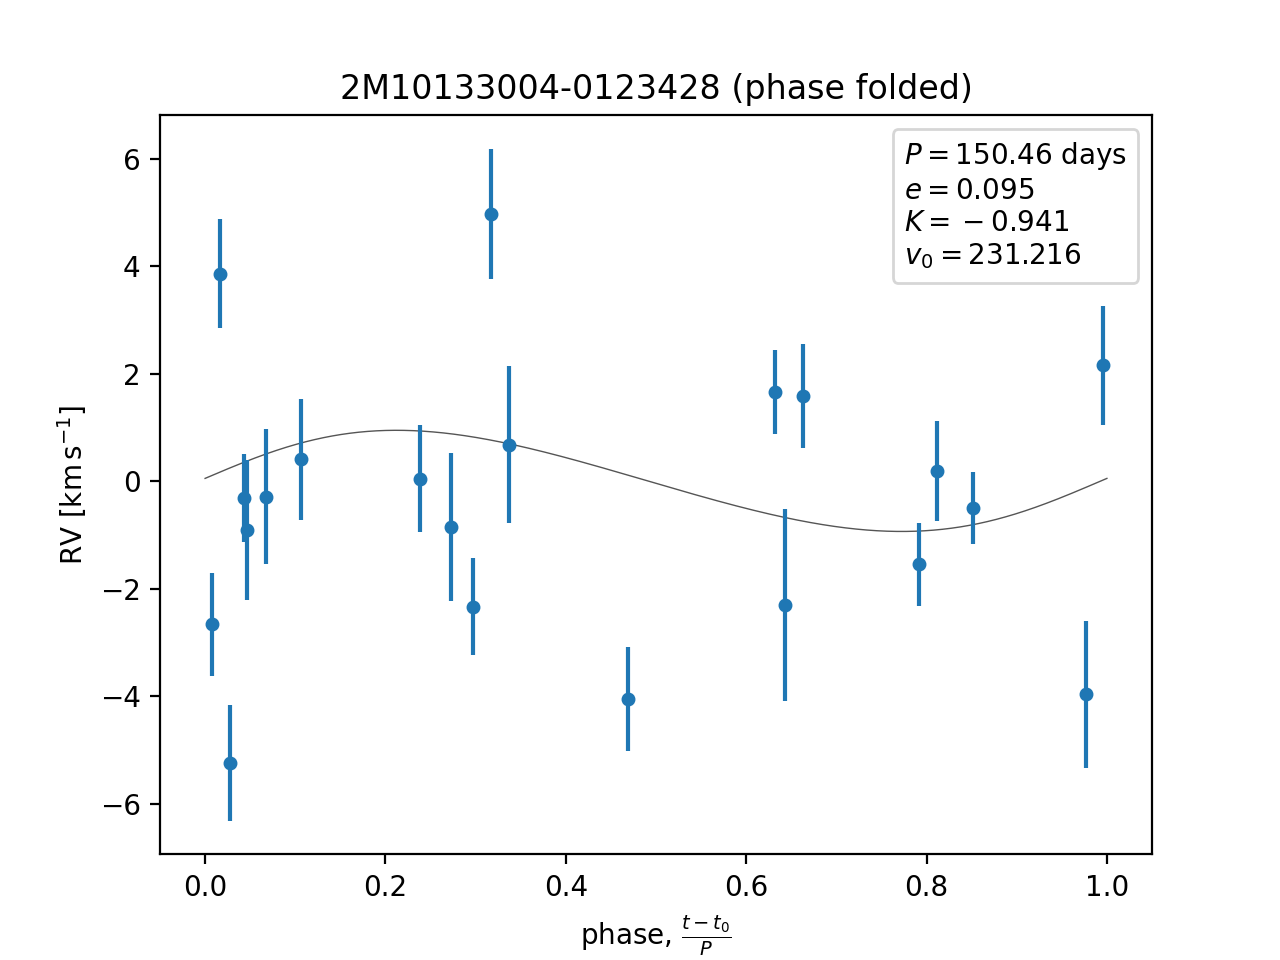 2M10133004-0123428 (phase folded)
P = 150.46 days
e = 0.095
K = −0.941
v₀ = 231.216
RV [km s⁻¹]
6
4
2
0
−2
−4
−6
0.0 0.2 0.4 0.6 0.8 1.0
phase, (t − t₀)/P